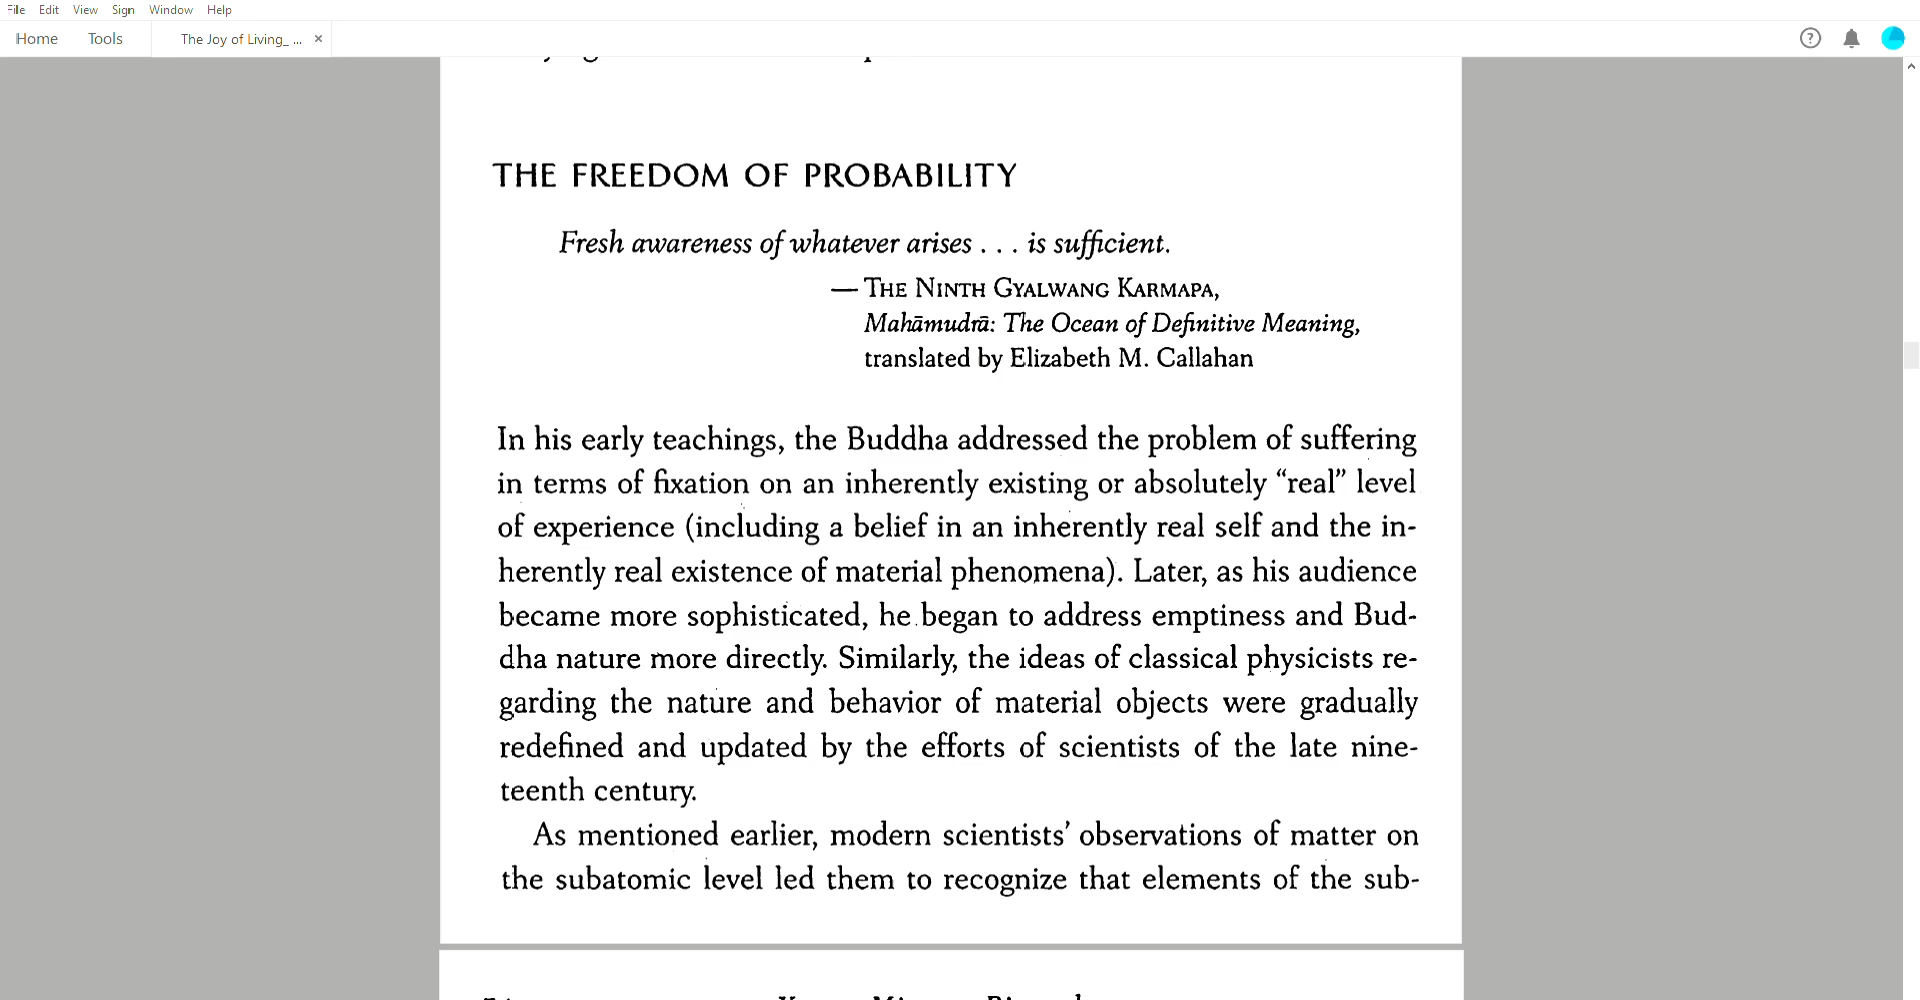 File Edit View Sign Window Help
Home Tools The Joy of Living_ ... ×
THE FREEDOM OF PROBABILITY
Fresh awareness of whatever arises . . . is sufficient.
— THE NINTH GYALWANG KARMAPA,
Mahāmudrā: The Ocean of Definitive Meaning,
translated by Elizabeth M. Callahan
In his early teachings, the Buddha addressed the problem of suffering
in terms of fixation on an inherently existing or absolutely “real” level
of experience (including a belief in an inherently real self and the in-
herently real existence of material phenomena). Later, as his audience
became more sophisticated, he began to address emptiness and Bud-
dha nature more directly. Similarly, the ideas of classical physicists re-
garding the nature and behavior of material objects were gradually
redefined and updated by the efforts of scientists of the late nine-
teenth century.
As mentioned earlier, modern scientists’ observations of matter on
the subatomic level led them to recognize that elements of the sub-